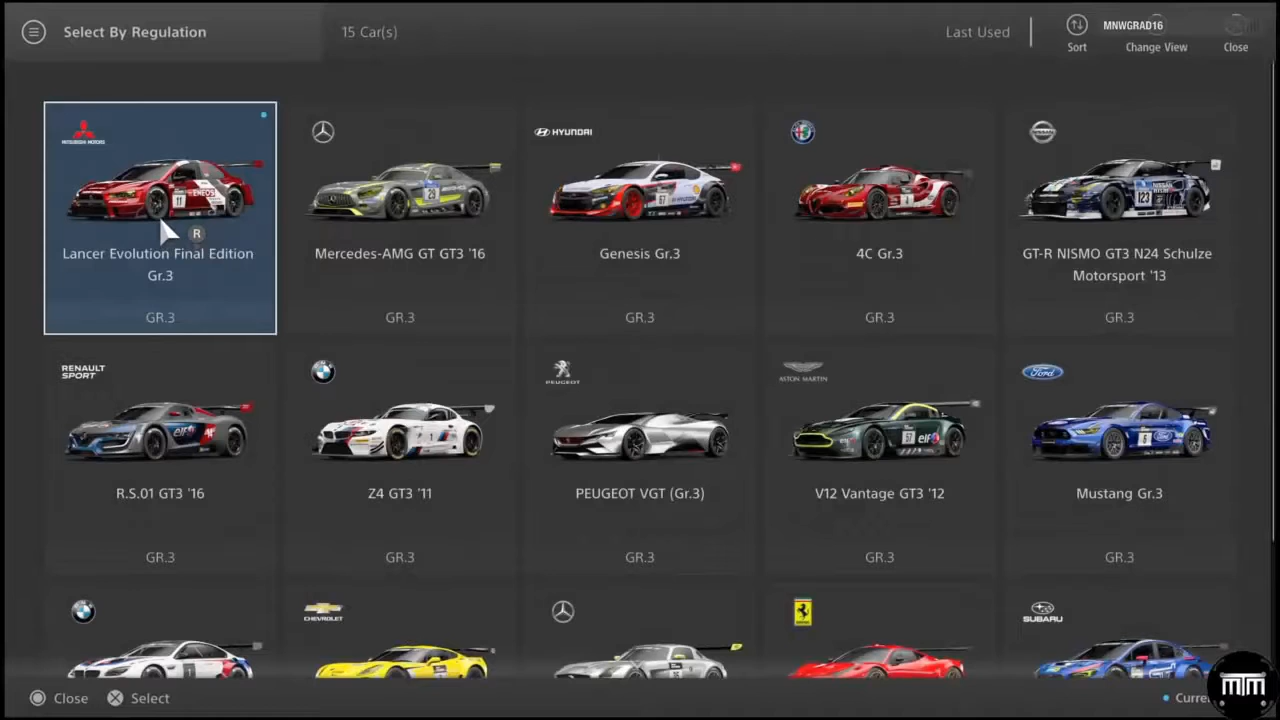 Select By Regulation
15 Car(s)
Last Used
Sort
MNWGRAD16
Change View
Close
MITSUBISHI MOTORS
HYUNDAI
R
Lancer Evolution Final Edition
Gr.3
Mercedes-AMG GT GT3 '16
Genesis Gr.3
4C Gr.3
GT-R NISMO GT3 N24 Schulze
Motorsport '13
GR.3
GR.3
GR.3
GR.3
GR.3
RENAULT
SPORT
PEUGEOT
ASTON MARTIN
Ford
R.S.01 GT3 '16
Z4 GT3 '11
PEUGEOT VGT (Gr.3)
V12 Vantage GT3 '12
Mustang Gr.3
GR.3
GR.3
GR.3
GR.3
GR.3
CHEVROLET
SUBARU
Close
Select
Curre
MTM